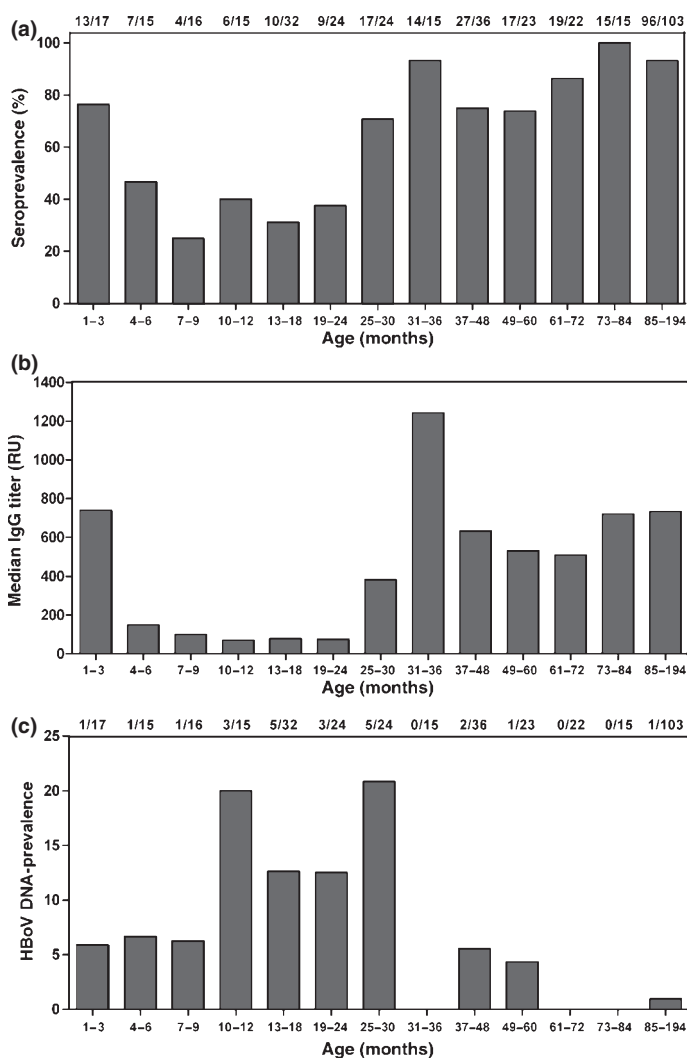 (a) 13/17 7/15 4/16 6/15 10/32 9/24 17/24 14/15 27/36 17/23 19/22 15/15 96/103
Seroprevalence (%)
100
80
60
40
20
0
1–3 4–6 7–9 10–12 13–18 19–24 25–30 31–36 37–48 49–60 61–72 73–84 85–194
Age (months)
(b)
Median IgG titer (RU)
1400
1200
1000
800
600
400
200
0
1–3 4–6 7–9 10–12 13–18 19–24 25–30 31–36 37–48 49–60 61–72 73–84 85–194
Age (months)
(c) 1/17 1/15 1/16 3/15 5/32 3/24 5/24 0/15 2/36 1/23 0/22 0/15 1/103
HBoV DNA-prevalence
25
20
15
10
5
0
1–3 4–6 7–9 10–12 13–18 19–24 25–30 31–36 37–48 49–60 61–72 73–84 85–194
Age (months)